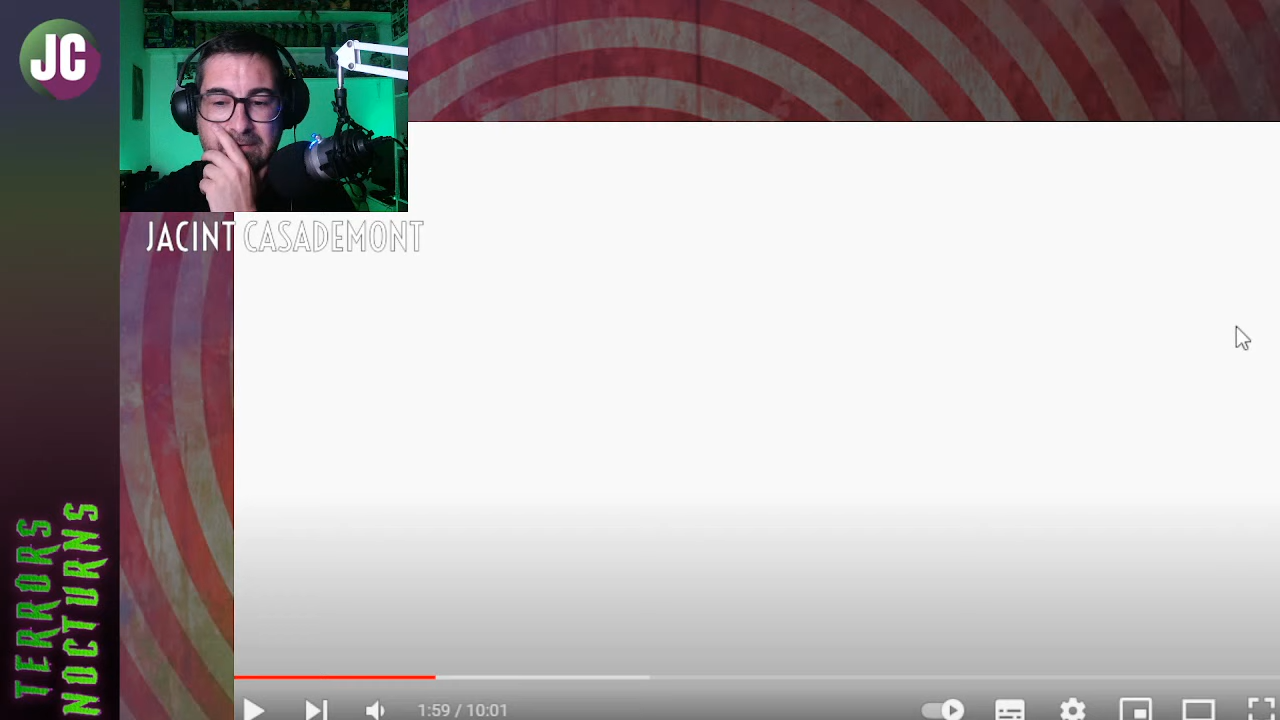 JC
JACINT CASADEMONT
TERRORS
NOCTURNS
1:59 / 10:01